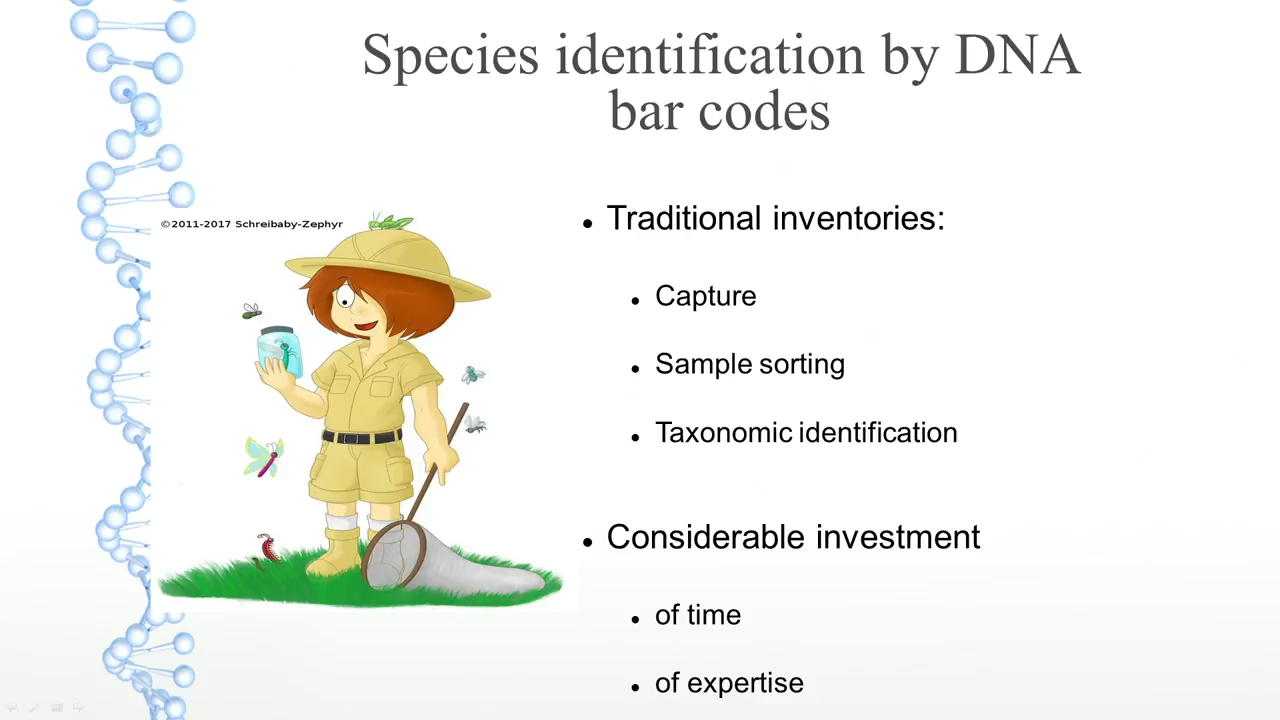 Species identification by DNA
bar codes
©2011-2017 Schreibaby-Zephyr
• Traditional inventories:
• Capture
• Sample sorting
• Taxonomic identification
• Considerable investment
• of time
• of expertise